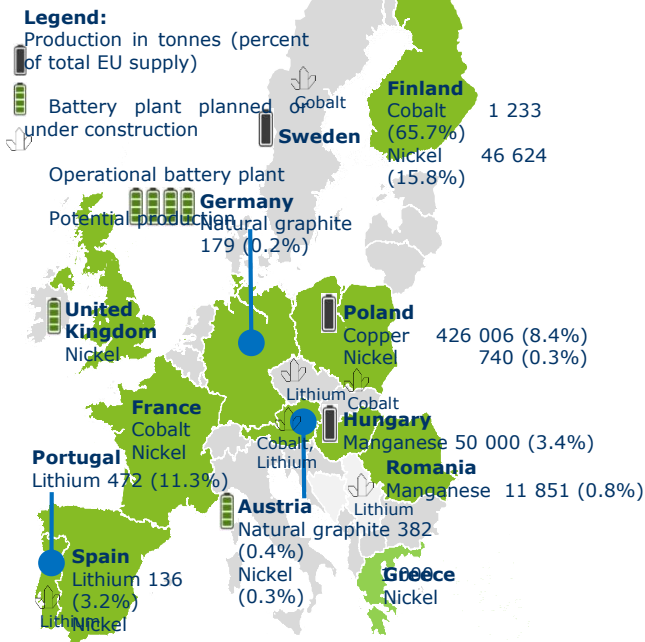 Legend:
Production in tonnes (percent
of total EU supply)
Battery plant planned or
under construction
Operational battery plant
Potential production
Cobalt
Sweden
Finland
Cobalt 1 233
(65.7%)
Nickel 46 624
(15.8%)
Germany
Natural graphite
179 (0.2%)
United
Kingdom
Nickel
Poland
Copper 426 006 (8.4%)
Nickel 740 (0.3%)
Lithium
Cobalt
France
Cobalt
Nickel
Cobalt,
Lithium
Hungary
Manganese 50 000 (3.4%)
Portugal
Lithium 472 (11.3%)
Romania
Manganese 11 851 (0.8%)
Lithium
Austria
Natural graphite 382
(0.4%)
Nickel
(0.3%)
Spain
Lithium 136
(3.2%)
Nickel
Lithium
Greece
Nickel